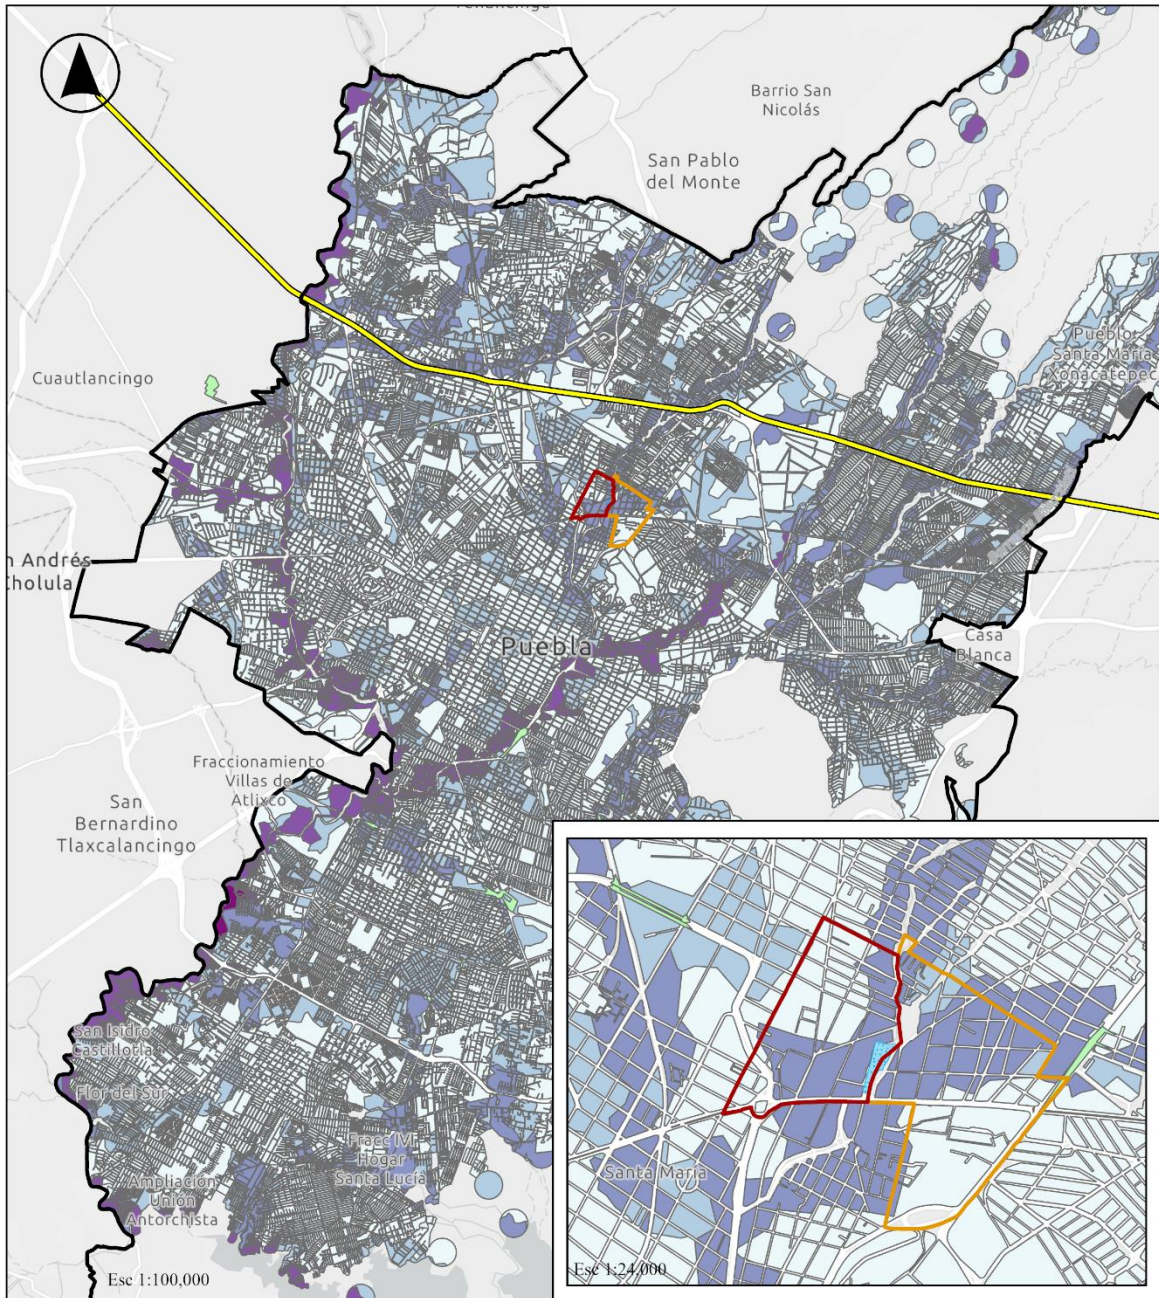 Barrio San
Nicolás
San Pablo
del Monte
Pueblo
Santa María
Xonacatepec
Cuautlancingo
n Andrés
Cholula
Puebla
Casa
Blanca
Fraccionamiento
Villas de
Atlixco
San
Bernardino
Tlaxcalancingo
San Isidro
Castillotla
Flor del Sur
Fracc IVI
Hogar
Santa Lucía
Ampliación
Unión
Antorchista
Esc 1:100,000
Santa María
Esc 1:24,000